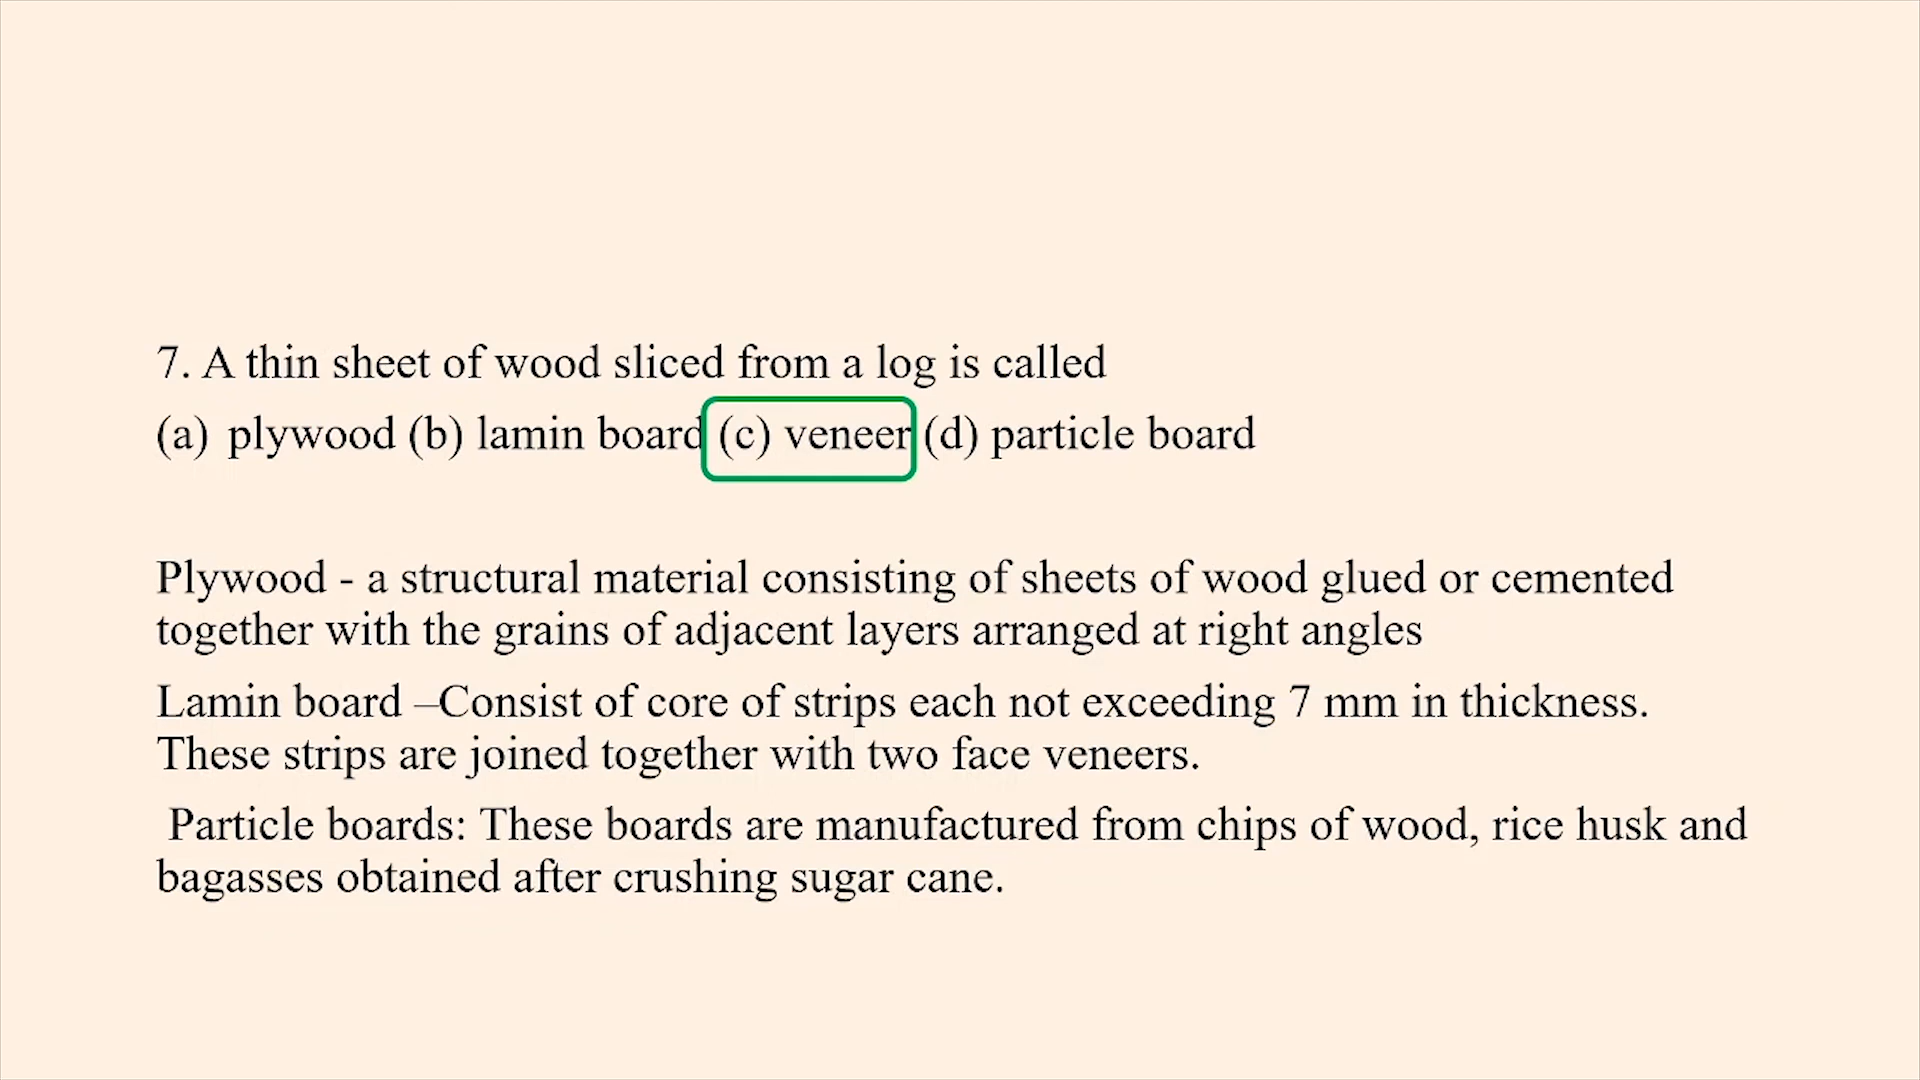 7. A thin sheet of wood sliced from a log is called
(a) plywood (b) lamin board (c) veneer (d) particle board
Plywood - a structural material consisting of sheets of wood glued or cemented
together with the grains of adjacent layers arranged at right angles
Lamin board –Consist of core of strips each not exceeding 7 mm in thickness.
These strips are joined together with two face veneers.
Particle boards: These boards are manufactured from chips of wood, rice husk and
bagasses obtained after crushing sugar cane.